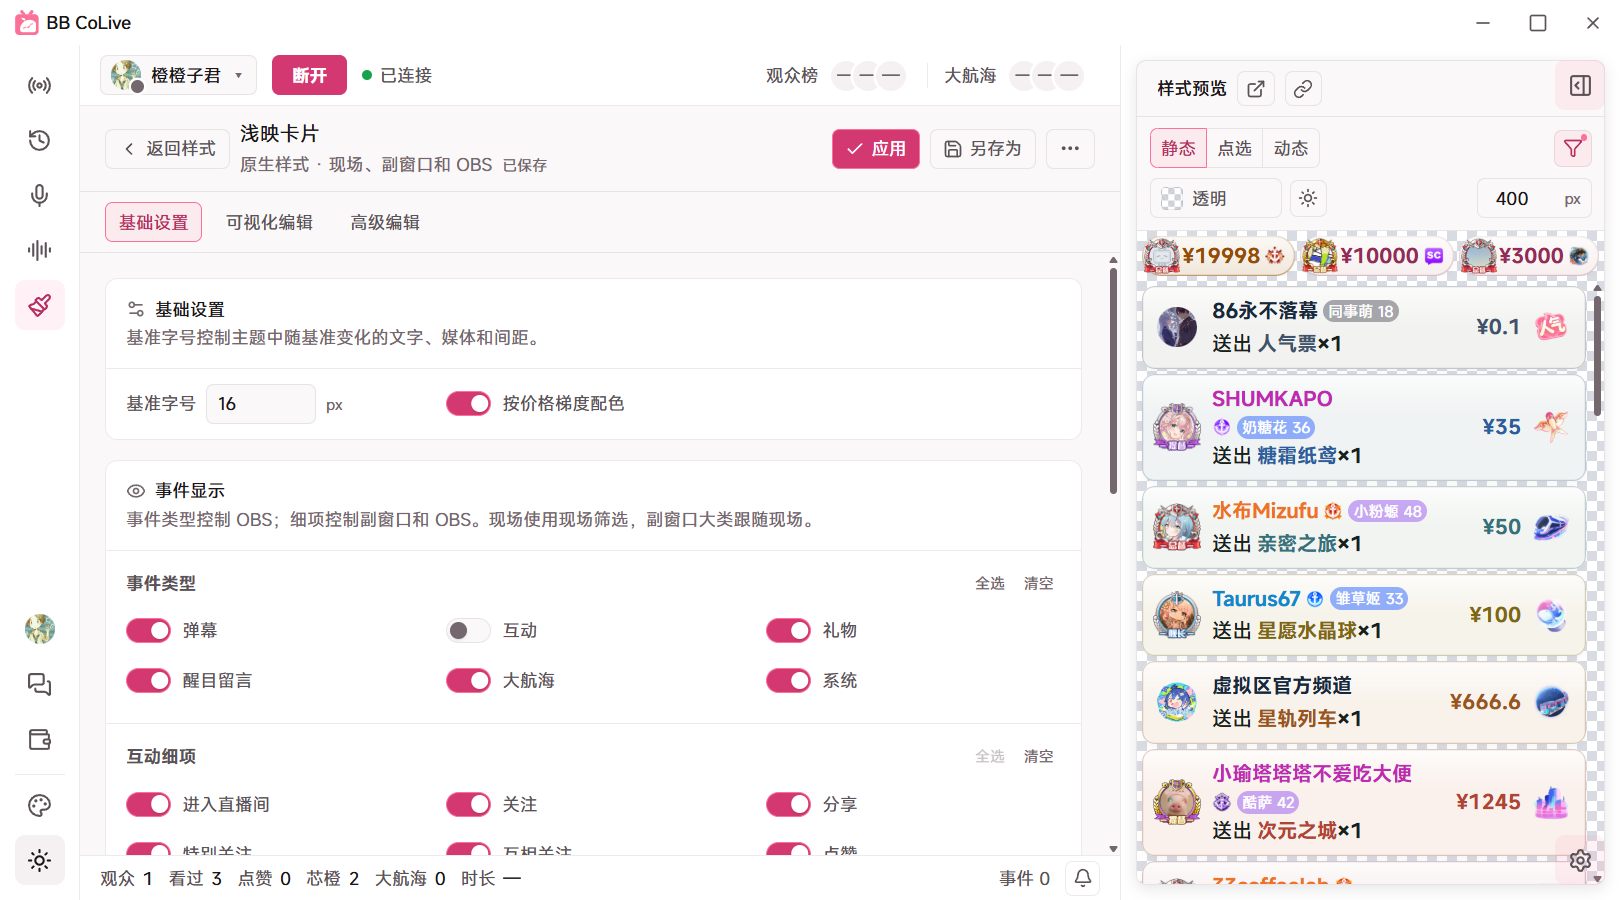 BB CoLive
橙橙子君
断开
已连接
观众榜
大航海
返回样式
浅映卡片
原生样式 · 现场、副窗口和 OBS 已保存
应用
另存为
基础设置
可视化编辑
高级编辑
基础设置
基准字号控制主题中随基准变化的文字、媒体和间距。
基准字号 16 px
按价格梯度配色
事件显示
事件类型控制 OBS；细项控制副窗口和 OBS。现场使用现场筛选，副窗口大类跟随现场。
事件类型
全选 清空
弹幕
互动
礼物
醒目留言
大航海
系统
互动细项
全选 清空
进入直播间
关注
分享
特别关注
互相关注
点赞
观众 1 看过 3 点赞 0 芯橙 2 大航海 0 时长 —
事件 0
样式预览
静态
点选
动态
透明
400 px
¥19998
¥10000
SC
¥3000
86永不落幕 同事萌 18
送出 人气票×1
¥0.1
人气
SHUMKAPO
奶糖花 36
送出 糖霜纸鸢×1
¥35
水布Mizufu 小粉蛎 48
送出 亲密之旅×1
¥50
Taurus67 雏草姬 33
送出 星愿水晶球×1
¥100
舰长
虚拟区官方频道
送出 星轨列车×1
¥666.6
小瑜塔塔塔不爱吃大便
酷萨 42
送出 次元之城×1
¥1245